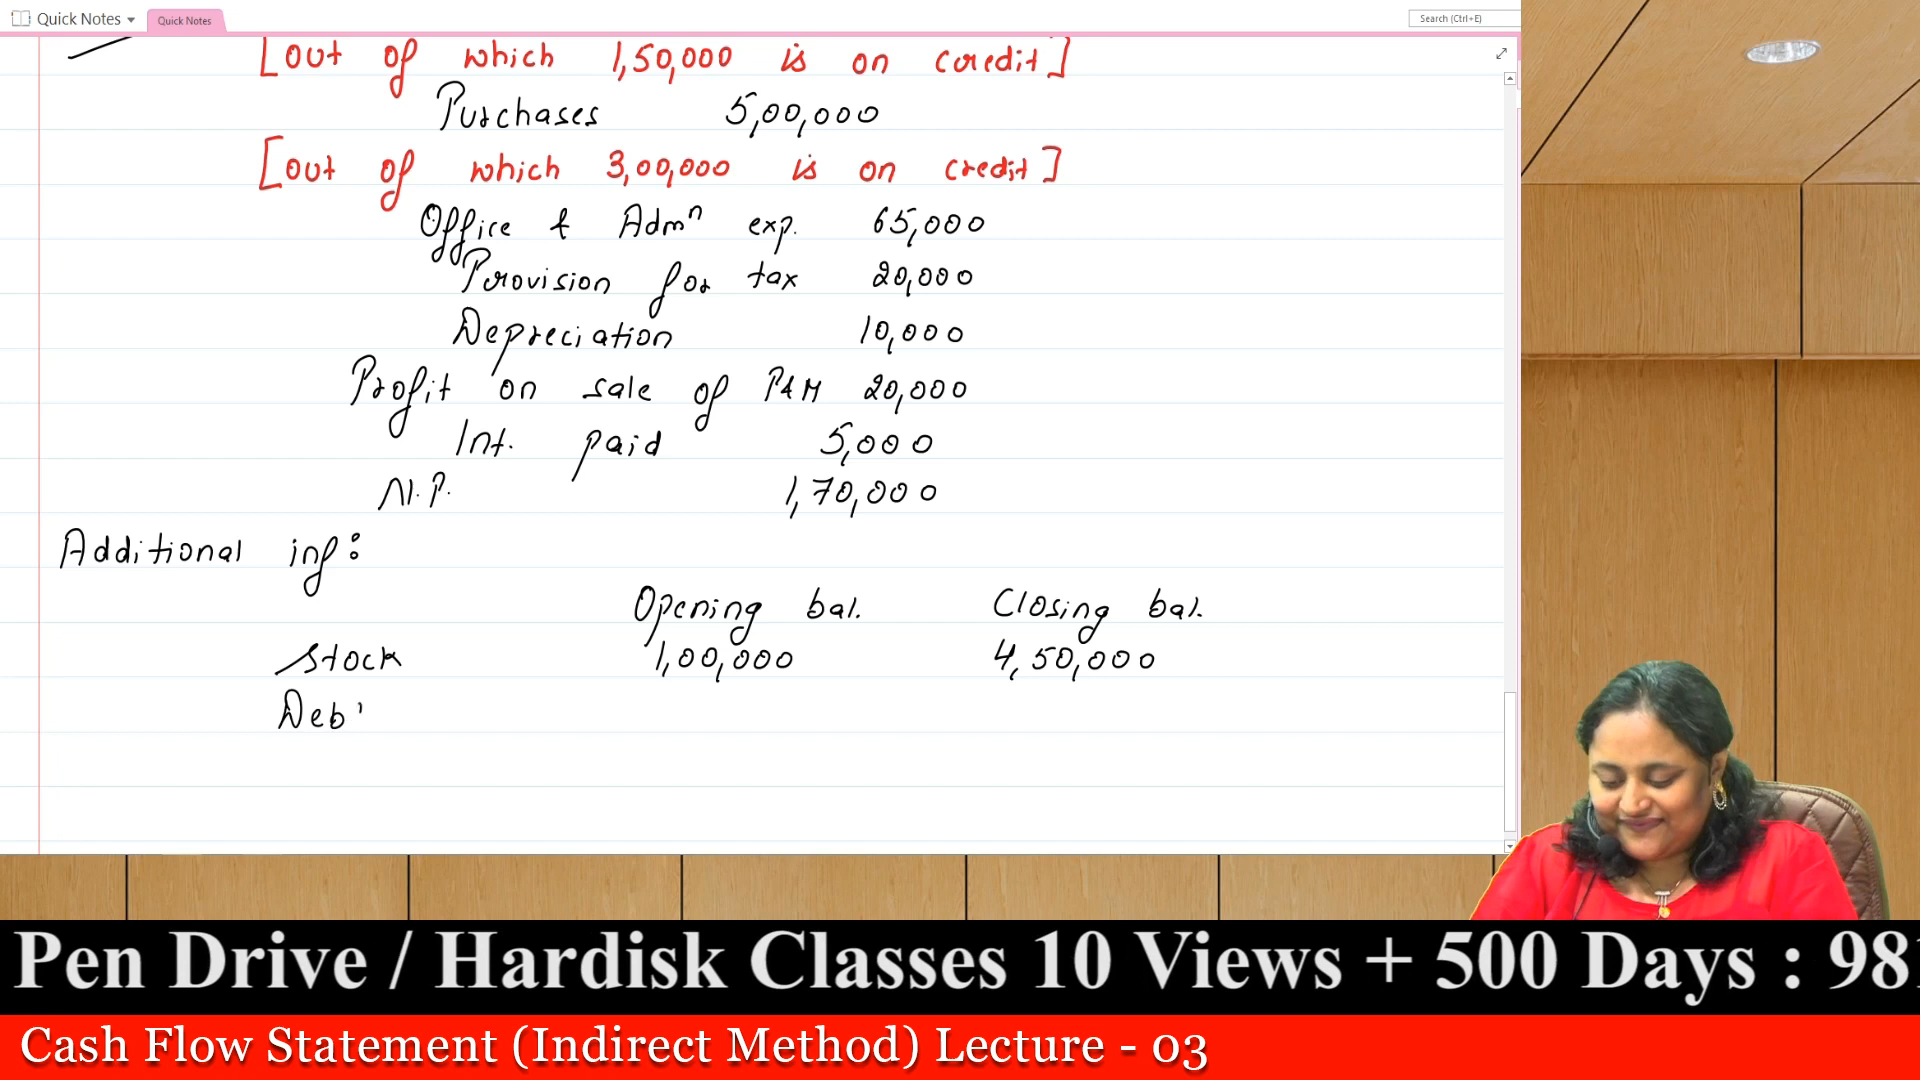 Quick Notes
Quick Notes
Search (Ctrl+E)
[out of which 1,50,000 is on credit]
Purchases 5,00,000
[out of which 3,00,000 is on credit]
Office & Admⁿ exp. 65,000
Provision for tax 20,000
Depreciation 10,000
Profit on sale of P&M 20,000
Int. paid 5,000
N.P. 1,70,000
Additional inf:
Opening bal. Closing bal.
Stock 1,00,000 4,50,000
Deb
Pen Drive / Hardisk Classes 10 Views + 500 Days : 98
Cash Flow Statement (Indirect Method) Lecture - 03